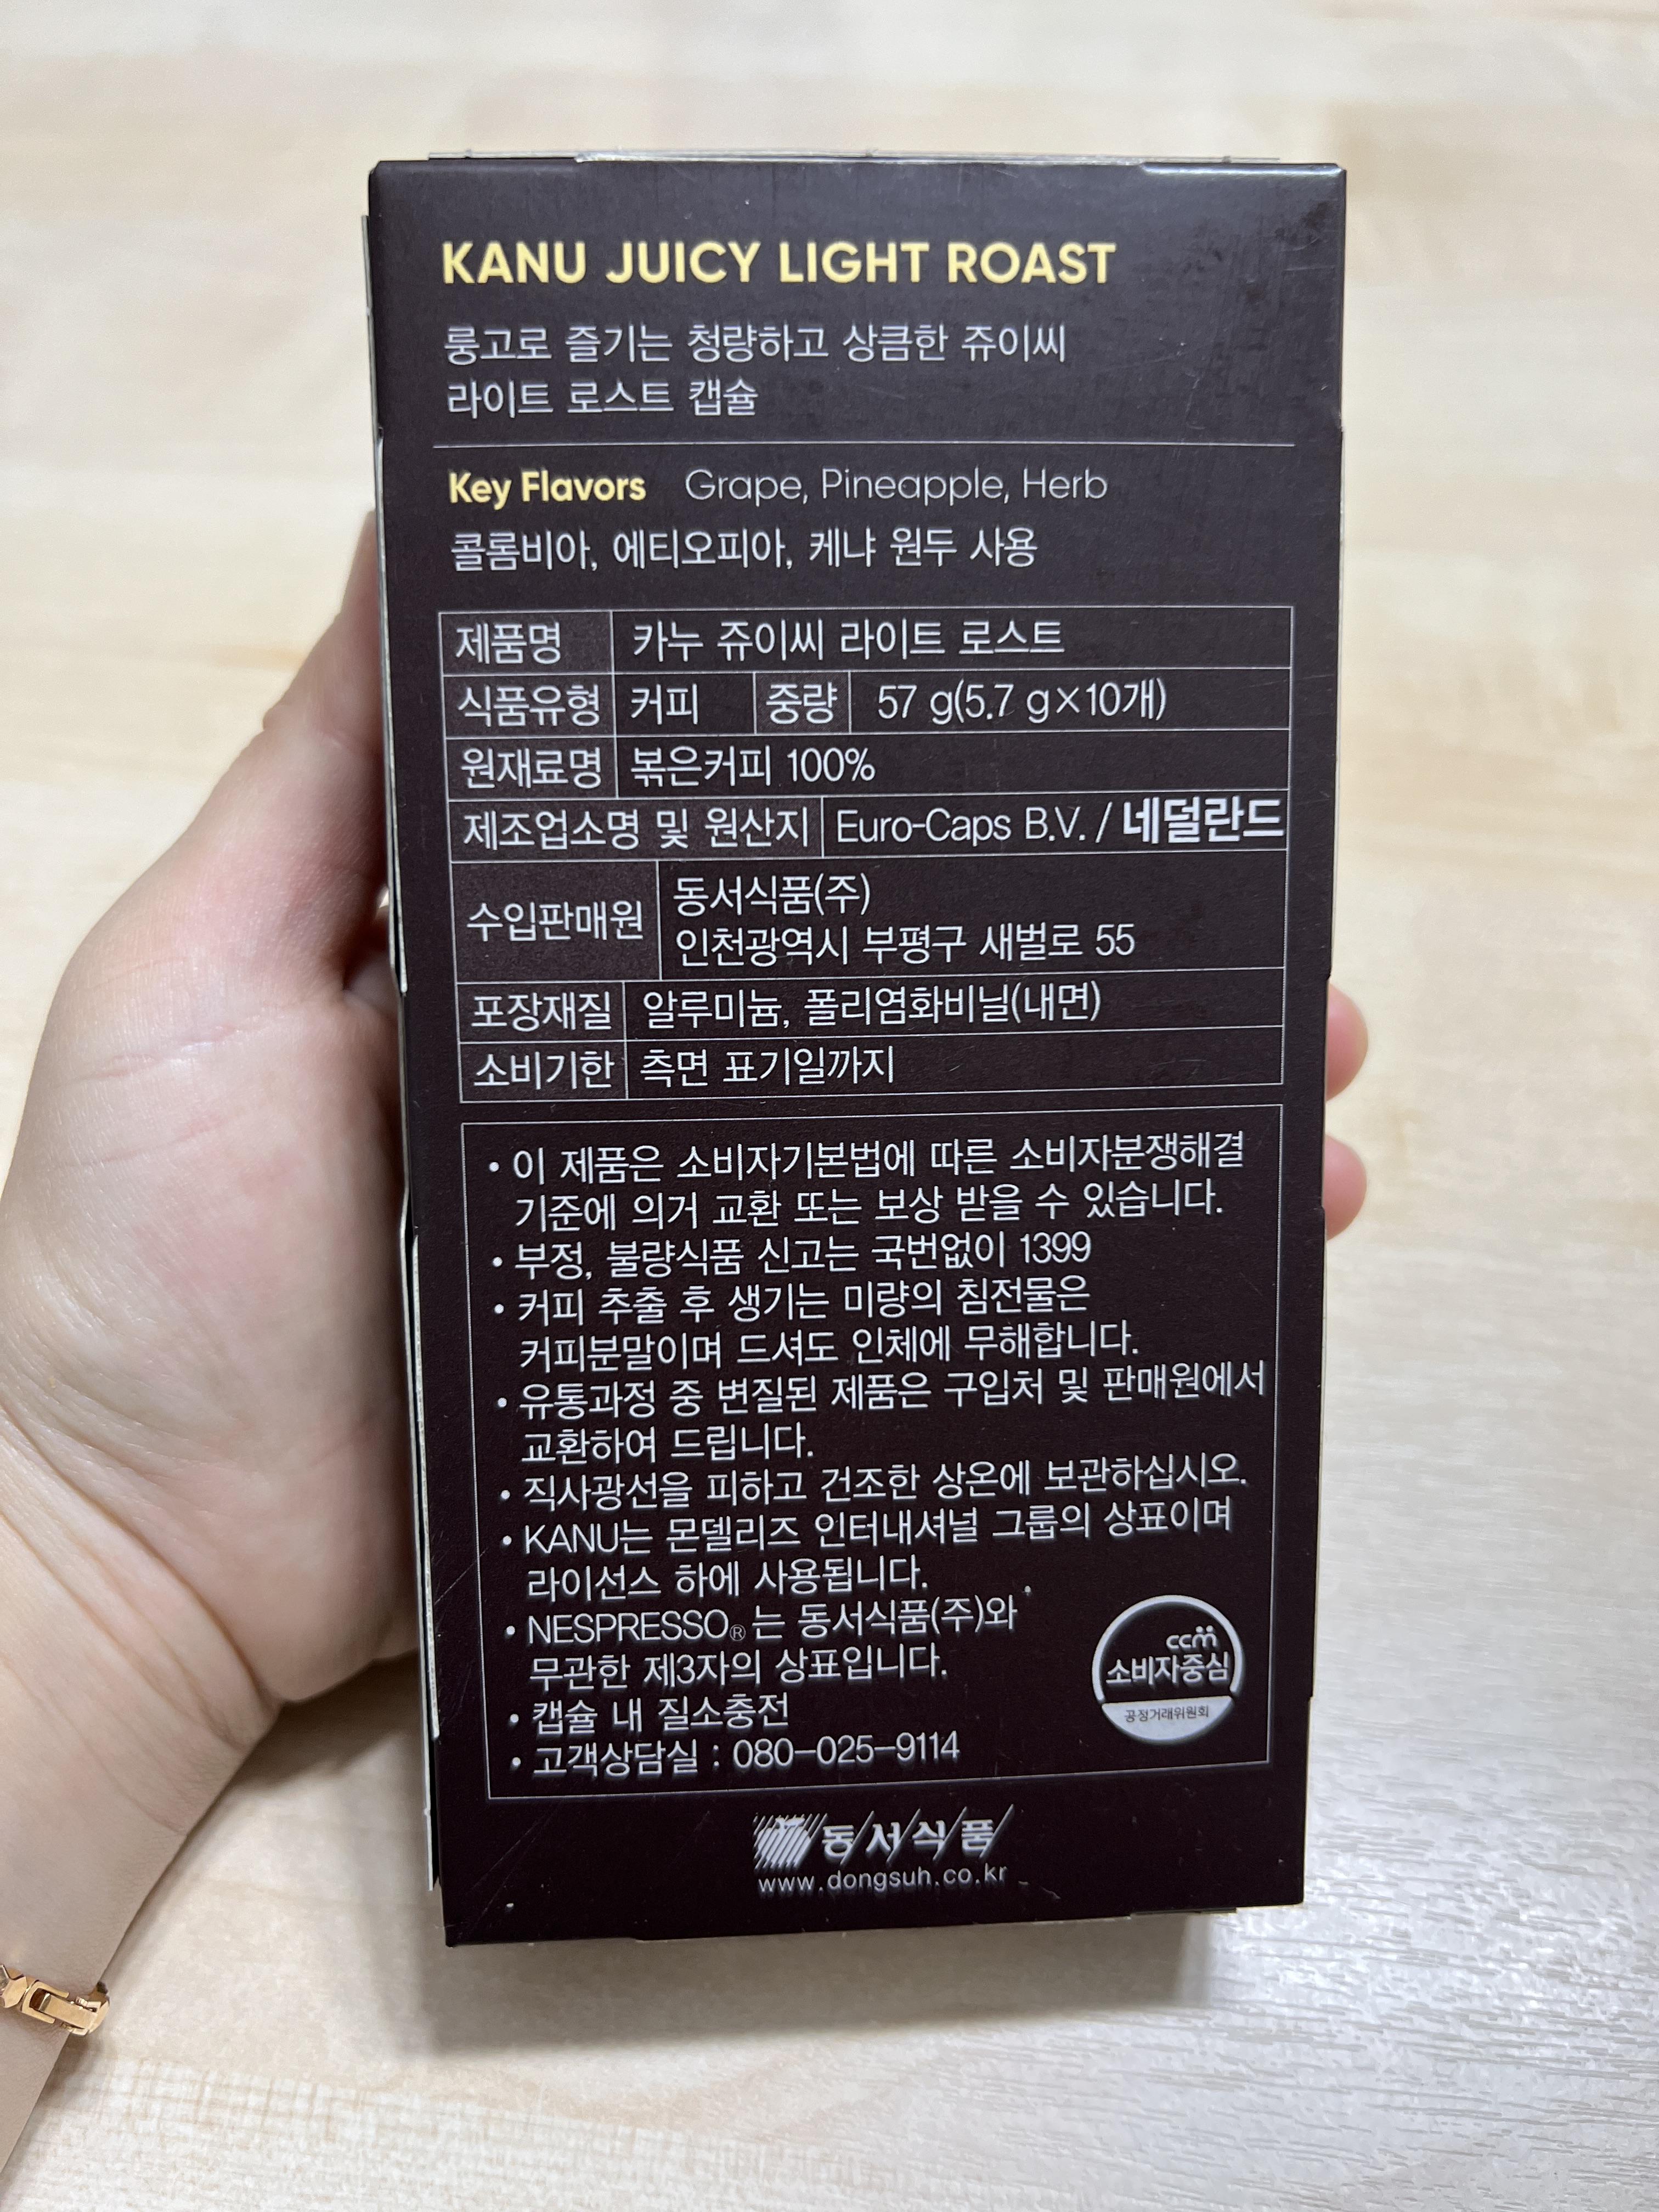 KANU JUICY LIGHT ROAST
룽고로 즐기는 청량하고 상큼한 쥬이씨
라이트 로스트 캡슐
Key Flavors Grape, Pineapple, Herb
콜롬비아, 에티오피아, 케냐 원두 사용
제품명 카누 쥬이씨 라이트 로스트
식품유형 커피 중량 57 g(5.7 g×10개)
원재료명 볶은커피 100%
제조업소명 및 원산지 Euro-Caps B.V. / 네덜란드
수입판매원 동서식품(주)
인천광역시 부평구 새벌로 55
포장재질 알루미늄, 폴리염화비닐(내면)
소비기한 측면 표기일까지
• 이 제품은 소비자기본법에 따른 소비자분쟁해결
기준에 의거 교환 또는 보상 받을 수 있습니다.
• 부정, 불량식품 신고는 국번없이 1399
• 커피 추출 후 생기는 미량의 침전물은
커피분말이며 드셔도 인체에 무해합니다.
• 유통과정 중 변질된 제품은 구입처 및 판매원에서
교환하여 드립니다.
• 직사광선을 피하고 건조한 상온에 보관하십시오.
• KANU는 몬델리즈 인터내셔널 그룹의 상표이며
라이선스 하에 사용됩니다.
• NESPRESSO® 는 동서식품(주)와
무관한 제3자의 상표입니다.
• 캡슐 내 질소충전
• 고객상담실 : 080-025-9114
ccm
소비자중심
공정거래위원회
동서식품
www.dongsuh.co.kr